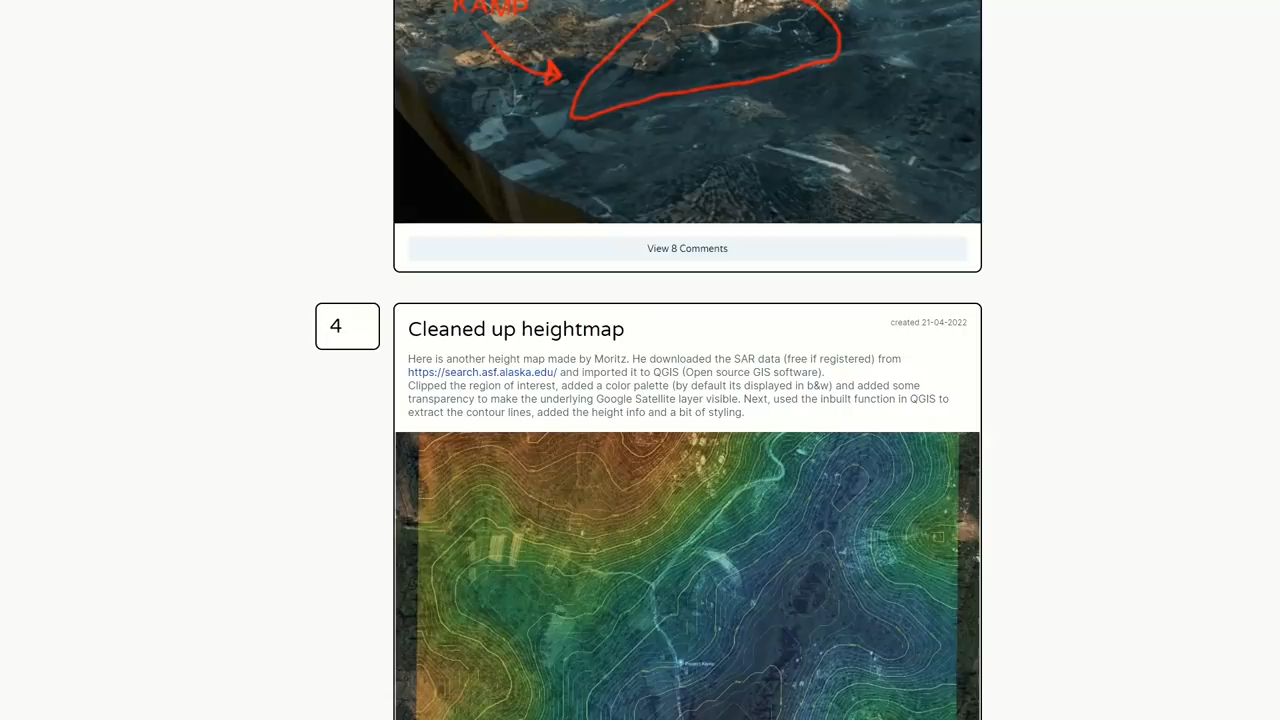 KAMP
View 8 Comments
4
Cleaned up heightmap
created 21-04-2022
Here is another height map made by Moritz. He downloaded the SAR data (free if registered) from
https://search.asf.alaska.edu/ and imported it to QGIS (Open source GIS software).
Clipped the region of interest, added a color palette (by default its displayed in b&w) and added some
transparency to make the underlying Google Satellite layer visible. Next, used the inbuilt function in QGIS to
extract the contour lines, added the height info and a bit of styling.
Project Kamp